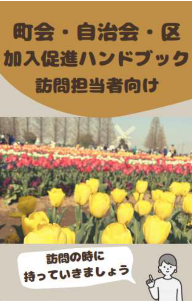 町会・自治会・区
加入促進ハンドブック
訪問担当者向け
訪問の時に
持っていきましょう